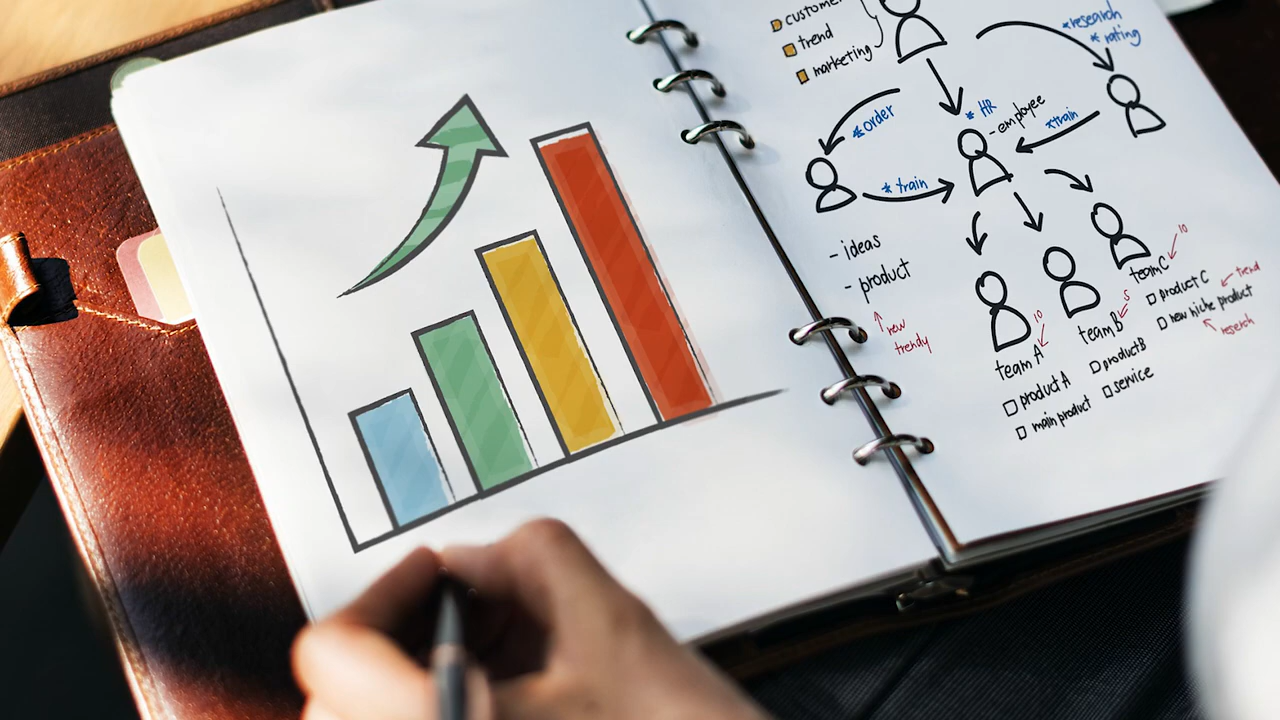 customer
trend
marketing
*research
* rating
*order
* HR
- employee
*train
* train
- ideas
- product
new
trendy
10
team A
product A
main product
5
team B
product B
service
10
team C
product C
new niche product
trend
reserch